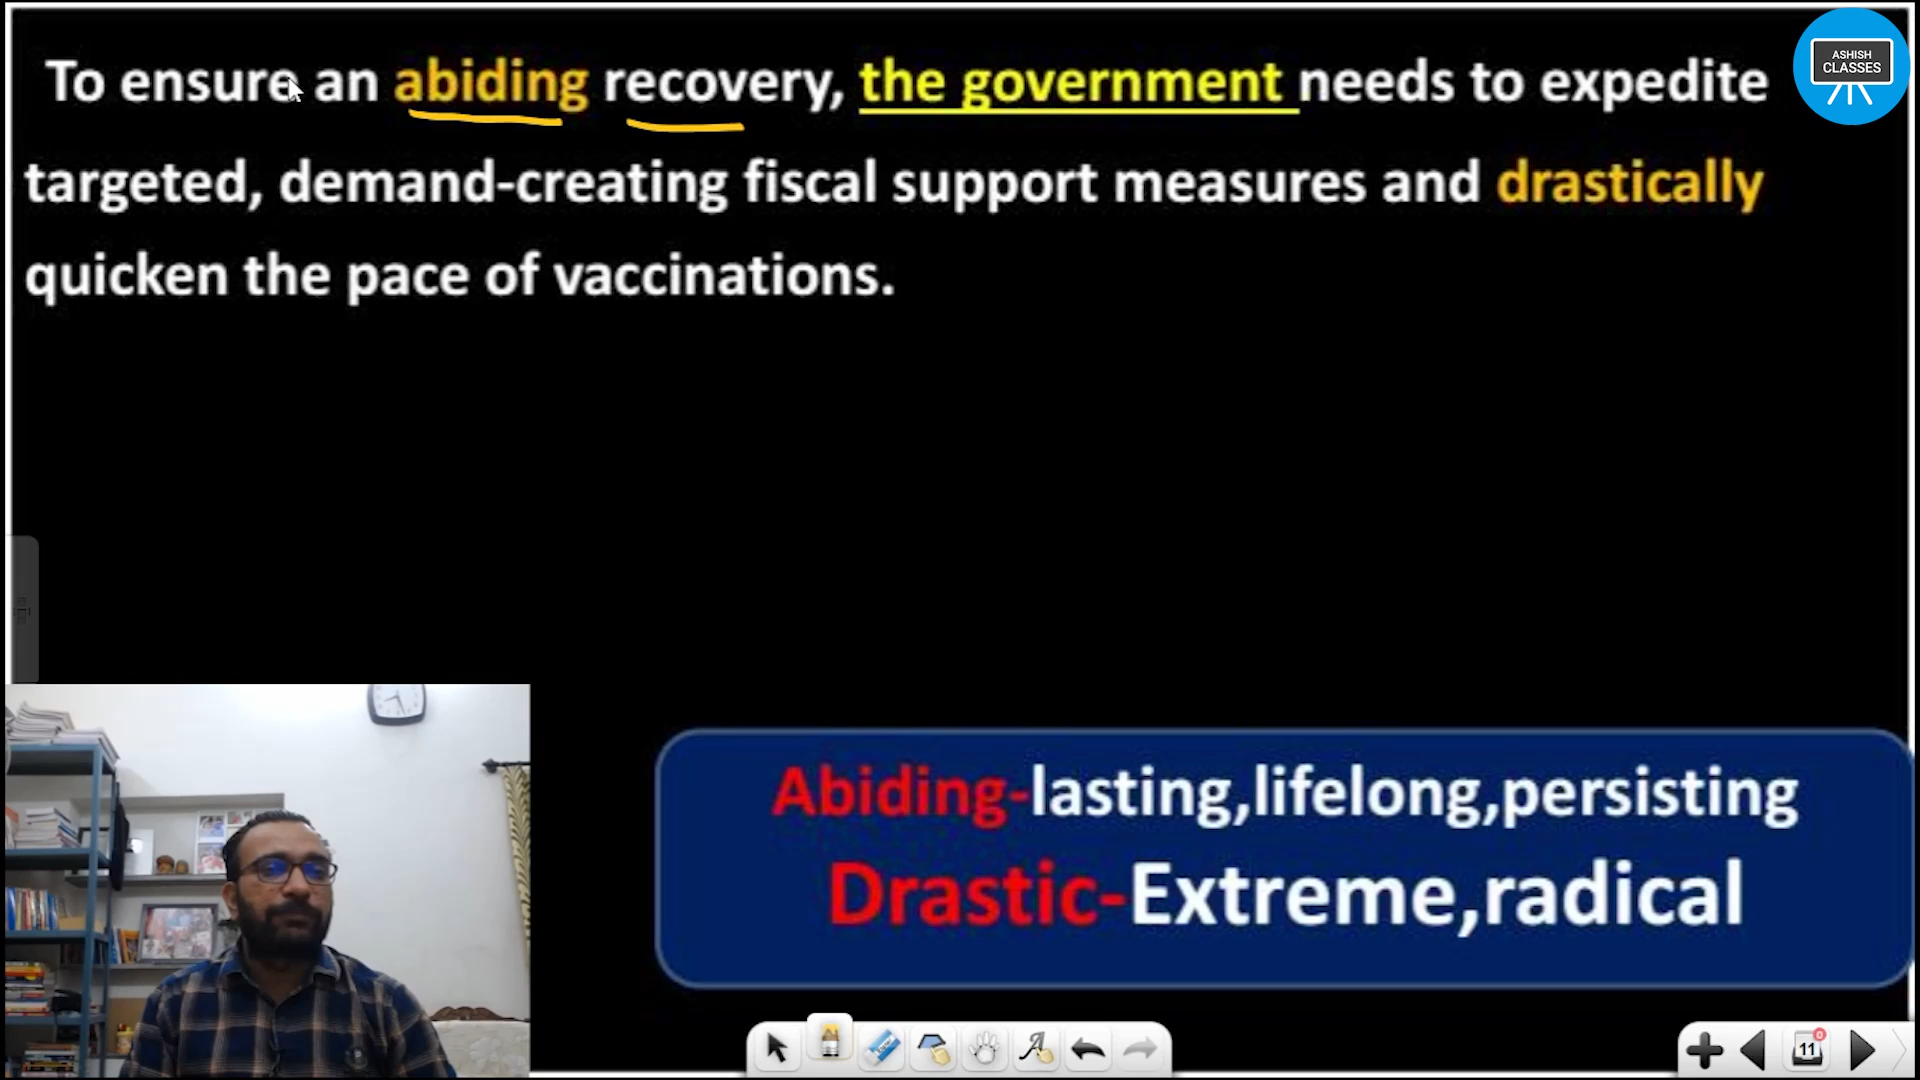 To ensure an abiding recovery, the government needs to expedite
targeted, demand-creating fiscal support measures and drastically
quicken the pace of vaccinations.
ASHISH
CLASSES
Abiding-lasting,lifelong,persisting
Drastic-Extreme,radical
11
0